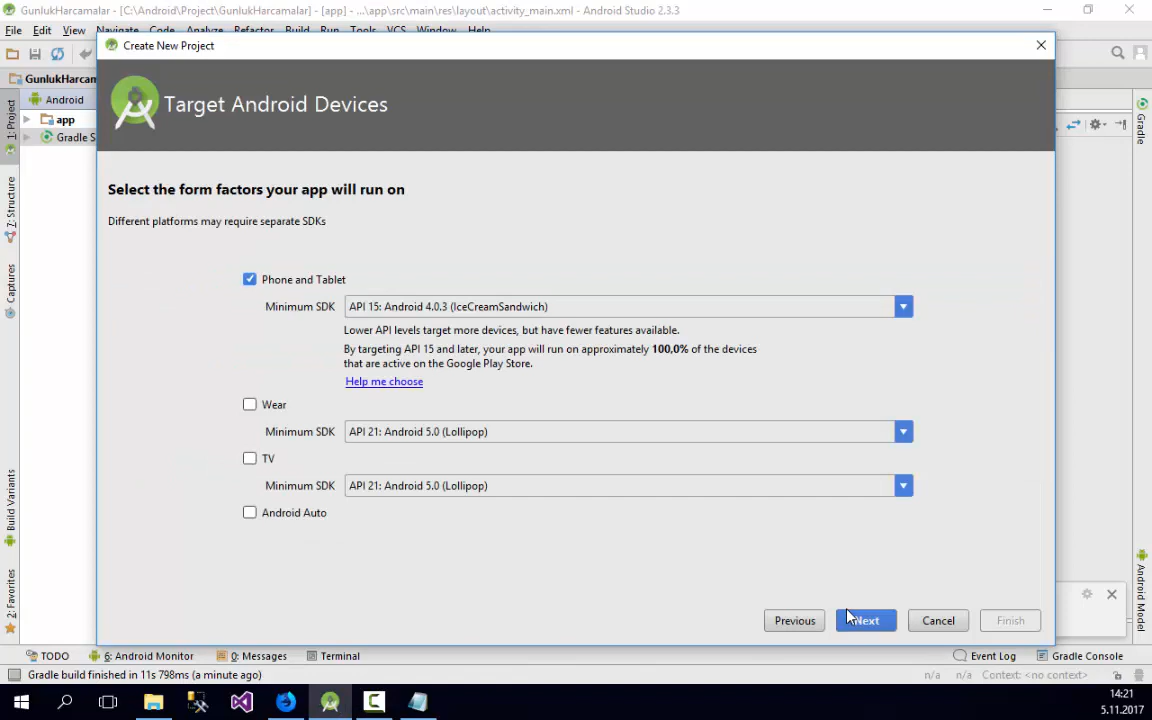 GunlukHarcamalar - [C:\Android\Project\GunlukHarcamalar] - [app] - ...\app\src\main\res\layout\activity_main.xml - Android Studio 2.3.3
File Edit View Navigate Code Analyze Refactor Build Run Tools VCS Window Help
Create New Project
GunlukHarcam
Android
Target Android Devices
app
Gradle S
1: Project
Z: Structure
Captures
Build Variants
2: Favorites
Select the form factors your app will run on
Different platforms may require separate SDKs
Phone and Tablet
Minimum SDK API 15: Android 4.0.3 (IceCreamSandwich)
Lower API levels target more devices, but have fewer features available.
By targeting API 15 and later, your app will run on approximately 100,0% of the devices
that are active on the Google Play Store.
Help me choose
Wear
Minimum SDK API 21: Android 5.0 (Lollipop)
TV
Minimum SDK API 21: Android 5.0 (Lollipop)
Android Auto
Previous Next Cancel Finish
Gradle
Android Model
TODO 6: Android Monitor 0: Messages Terminal Event Log Gradle Console
Gradle build finished in 11s 798ms (a minute ago) n/a n/a Context: <no context>
14:21
5.11.2017